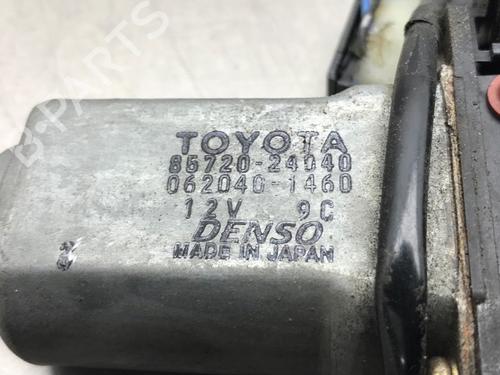 B-PARTS
TOYOTA
85720-24040
062040-1460
12V 9C
DENSO
MADE IN JAPAN